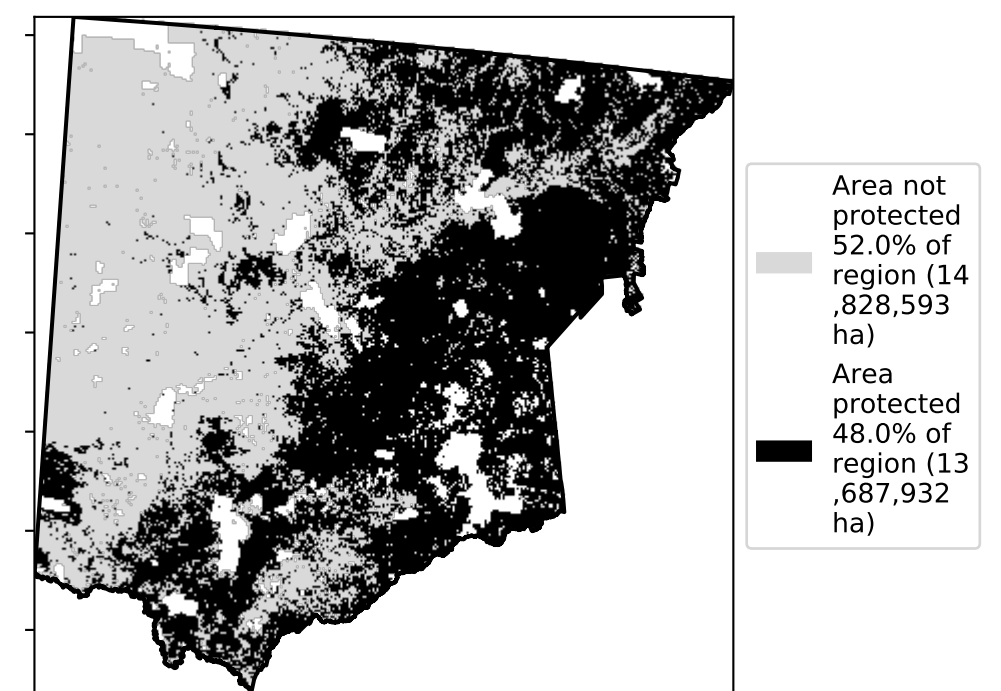 Area not
protected
52.0% of
region (14
,828,593
ha)
Area
protected
48.0% of
region (13
,687,932
ha)